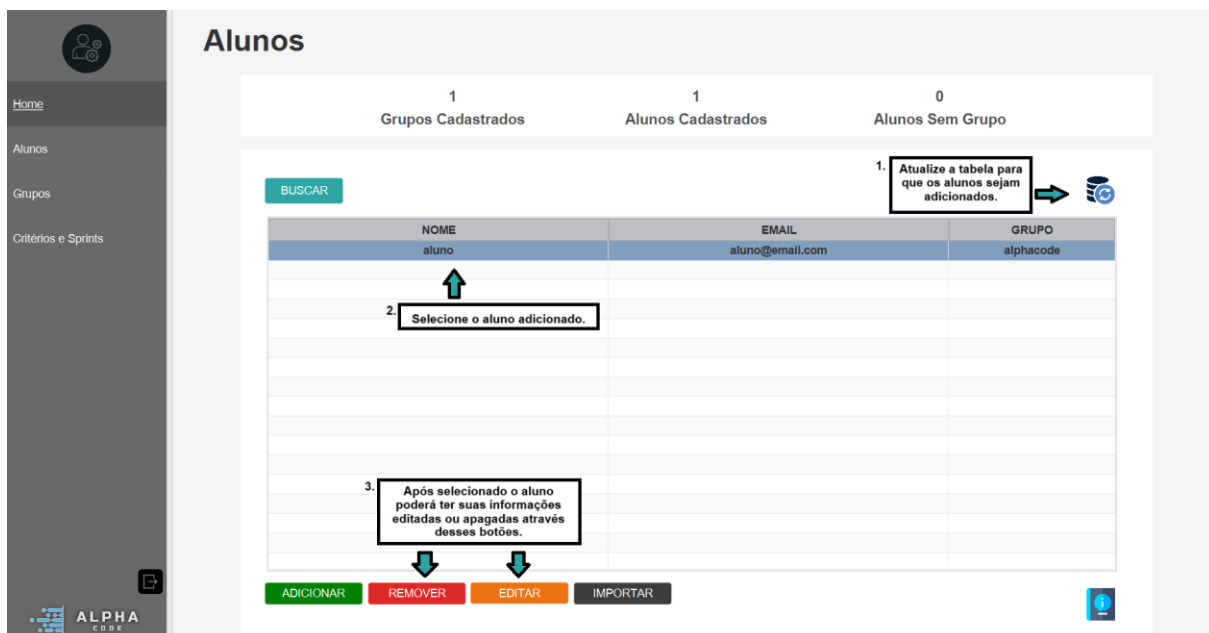 Alunos
Home
Alunos
Grupos
Critérios e Sprints
1
Grupos Cadastrados
1
Alunos Cadastrados
0
Alunos Sem Grupo
BUSCAR
1.
Atualize a tabela para
que os alunos sejam
adicionados.
NOME EMAIL GRUPO
aluno aluno@email.com alphacode
2.
Selecione o aluno adicionado.
3.
Após selecionado o aluno
poderá ter suas informações
editadas ou apagadas através
desses botões.
ADICIONAR REMOVER EDITAR IMPORTAR
ALPHA
CODE